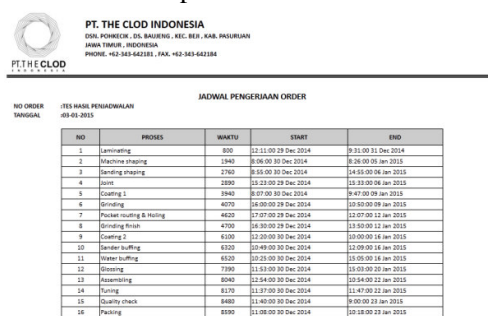 PT. THE CLOD INDONESIA
DSN. POHKECIK , DS. BAUJENG , KEC. BEJI , KAB. PASURUAN
JAWA TIMUR , INDONESIA
PHONE. +62-343-642181 , FAX. +62-343-642184
PT.THE CLOD
INDONESIA
JADWAL PENGERJAAN ORDER
NO ORDER :TES HASIL PENJADWALAN
TANGGAL :03-01-2015
NO PROSES WAKTU START END
1 Laminating 800 12:11:00 29 Dec 2014 9:31:00 31 Dec 2014
2 Machine shaping 1940 8:06:00 30 Dec 2014 8:26:00 05 Jan 2015
3 Sanding shaping 2760 8:55:00 30 Dec 2014 14:55:00 06 Jan 2015
4 Joint 2890 15:23:00 29 Dec 2014 15:33:00 06 Jan 2015
5 Coating 1 3940 8:07:00 30 Dec 2014 9:47:00 09 Jan 2015
6 Grinding 4070 16:00:00 29 Dec 2014 10:50:00 09 Jan 2015
7 Pocket routing & Holing 4620 17:07:00 29 Dec 2014 12:07:00 12 Jan 2015
8 Grinding finish 4700 16:30:00 29 Dec 2014 13:50:00 12 Jan 2015
9 Coating 2 6100 12:20:00 30 Dec 2014 10:00:00 16 Jan 2015
10 Sander buffing 6320 10:49:00 30 Dec 2014 12:09:00 16 Jan 2015
11 Water buffing 6520 10:25:00 30 Dec 2014 15:05:00 16 Jan 2015
12 Glossing 7390 11:53:00 30 Dec 2014 15:03:00 20 Jan 2015
13 Assembling 8040 12:54:00 30 Dec 2014 10:54:00 22 Jan 2015
14 Tuning 8170 11:37:00 30 Dec 2014 11:47:00 22 Jan 2015
15 Quality check 8480 11:40:00 30 Dec 2014 9:00:00 23 Jan 2015
16 Packing 8590 11:08:00 30 Dec 2014 10:18:00 23 Jan 2015